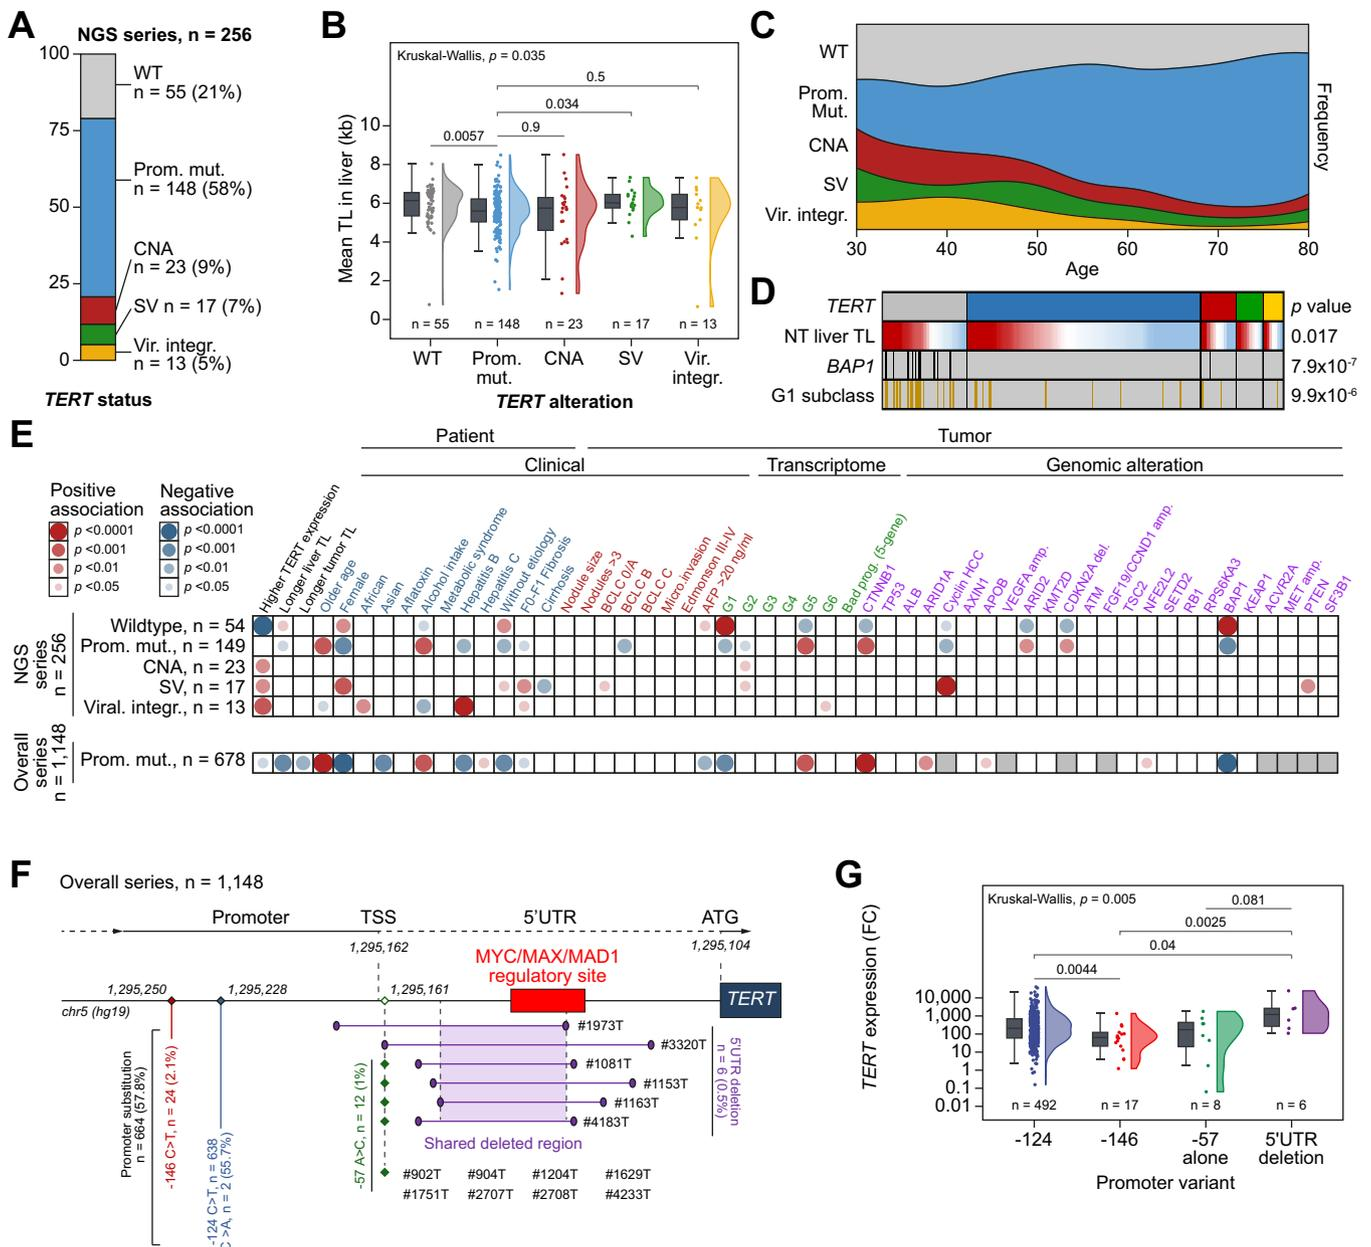 A
NGS series, n = 256
100
75
50
25
0
WT
n = 55 (21%)
Prom. mut.
n = 148 (58%)
CNA
n = 23 (9%)
SV n = 17 (7%)
Vir. integr.
n = 13 (5%)
TERT status
B
Kruskal-Wallis, p = 0.035
0.5
0.034
0.0057
0.9
Mean TL in liver (kb)
10
8
6
4
2
0
n = 55
n = 148
n = 23
n = 17
n = 13
WT
Prom.
mut.
CNA
SV
Vir.
integr.
TERT alteration
C
WT
Prom.
Mut.
CNA
SV
Vir. integr.
Frequency
30
40
50
60
70
80
Age
D
TERT
p value
NT liver TL
0.017
BAP1
7.9x10-7
G1 subclass
9.9x10-6
E
Patient
Tumor
Clinical
Transcriptome
Genomic alteration
Positive
association
p <0.0001
p <0.001
p <0.01
p <0.05
Negative
association
p <0.0001
p <0.001
p <0.01
p <0.05
Higher TERT expression
Longer liver TL
Longer tumor TL
Older age
Female
African
Asian
Aflatoxin
Alcohol intake
Metabolic syndrome
Hepatitis B
Hepatitis C
Without etiology
F0-F1 Fibrosis
Cirrhosis
Nodule size
Nodules >3
BCLC 0/A
BCLC B
BCLC C
Micro.invasion
Edmonson III-IV
AFP >20 ng/ml
G1
G2
G3
G4
G5
G6
Bad prog. (5-gene)
CTNNB1
TP53
ALB
ARID1A
Cyclin HCC
AXIN1
APOB
VEGFA amp.
ARID2
KMT2D
CDKN2A del.
ATM
FGF19/CCND1 amp.
TSC2
NFE2L2
SETD2
RB1
RPS6KA3
BAP1
KEAP1
ACVR2A
MET amp.
PTEN
SF3B1
NGS
series
n = 256
Wildtype, n = 54
Prom. mut., n = 149
CNA, n = 23
SV, n = 17
Viral. integr., n = 13
Overall
series
n = 1,148
Prom. mut., n = 678
F
Overall series, n = 1,148
Promoter
TSS
5'UTR
ATG
1,295,162
1,295,104
MYC/MAX/MAD1
regulatory site
1,295,250
1,295,228
1,295,161
TERT
chr5 (hg19)
#1973T
#3320T
#1081T
#1153T
#1163T
#4183T
Shared deleted region
5'UTR deletion
n = 6 (0.5%)
Promoter substitution
n = 664 (57.8%)
-146 C>T, n = 24 (2.1%)
-124 C>T, n = 638
C >A, n = 2 (55.7%)
-57 A>C, n = 12 (1%)
#902T
#904T
#1204T
#1629T
#1751T
#2707T
#2708T
#4233T
G
Kruskal-Wallis, p = 0.005
0.081
0.0025
0.04
0.0044
TERT expression (FC)
10,000
1,000
100
10
1
0.1
0.01
n = 492
n = 17
n = 8
n = 6
-124
-146
-57
alone
5'UTR
deletion
Promoter variant